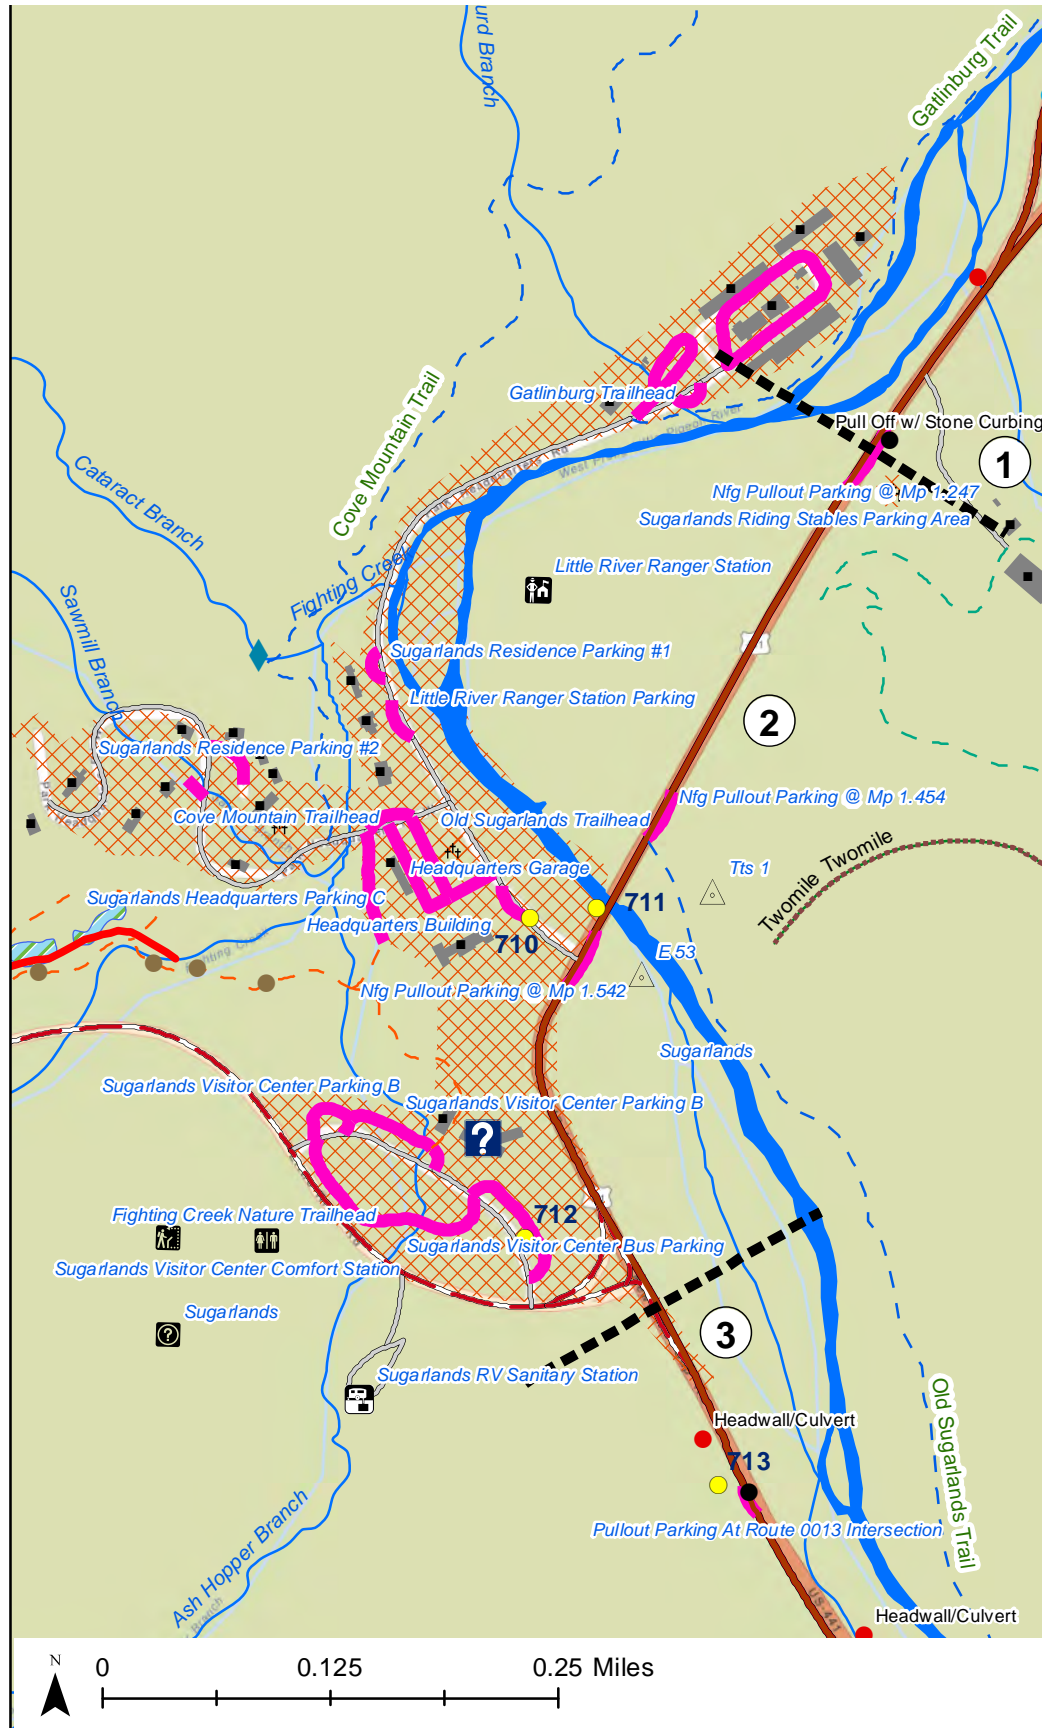 urd Branch
Gatlinburg Trail
Gatlinburg Trailhead
Cove Mountain Trail
Pull Off w/ Stone Curbing
1
Cataract Branch
Nfg Pullout Parking @ Mp 1.247
Sugarlands Riding Stables Parking Area
Fighting Creek
Little River Ranger Station
Sawmill Branch
Sugarlands Residence Parking #1
Little River Ranger Station Parking
2
Sugarlands Residence Parking #2
Nfg Pullout Parking @ Mp 1.454
Cove Mountain Trailhead
Old Sugarlands Trailhead
Twomile Twomile
Headquarters Garage
Tts 1
Sugarlands Headquarters Parking C
711
Headquarters Building
710
E 53
Fighting Creek
Nfg Pullout Parking @ Mp 1.542
Sugarlands
Sugarlands Visitor Center Parking B
Sugarlands Visitor Center Parking B
?
712
Fighting Creek Nature Trailhead
Sugarlands Visitor Center Bus Parking
Sugarlands Visitor Center Comfort Station
Sugarlands
?
3
Sugarlands RV Sanitary Station
Headwall/Culvert
Old Sugarlands Trail
713
Pullout Parking At Route 0013 Intersection
Ash Hopper Branch
US-441
Headwall/Culvert
N
0 0.125 0.25 Miles